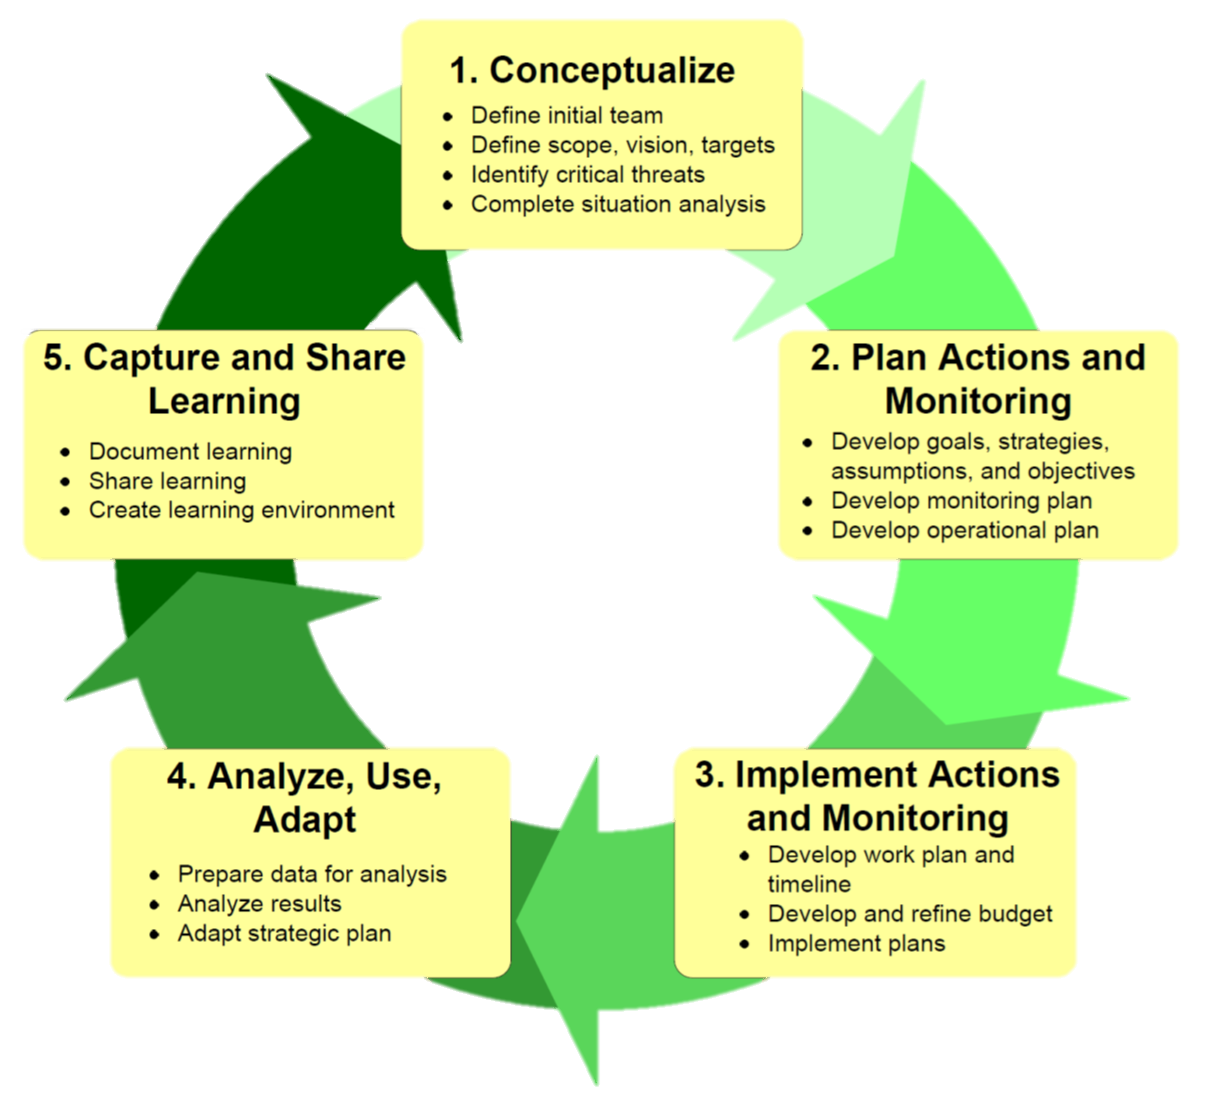 1. Conceptualize
• Define initial team
• Define scope, vision, targets
• Identify critical threats
• Complete situation analysis
2. Plan Actions and
Monitoring
• Develop goals, strategies,
assumptions, and objectives
• Develop monitoring plan
• Develop operational plan
3. Implement Actions
and Monitoring
• Develop work plan and
timeline
• Develop and refine budget
• Implement plans
4. Analyze, Use,
Adapt
• Prepare data for analysis
• Analyze results
• Adapt strategic plan
5. Capture and Share
Learning
• Document learning
• Share learning
• Create learning environment